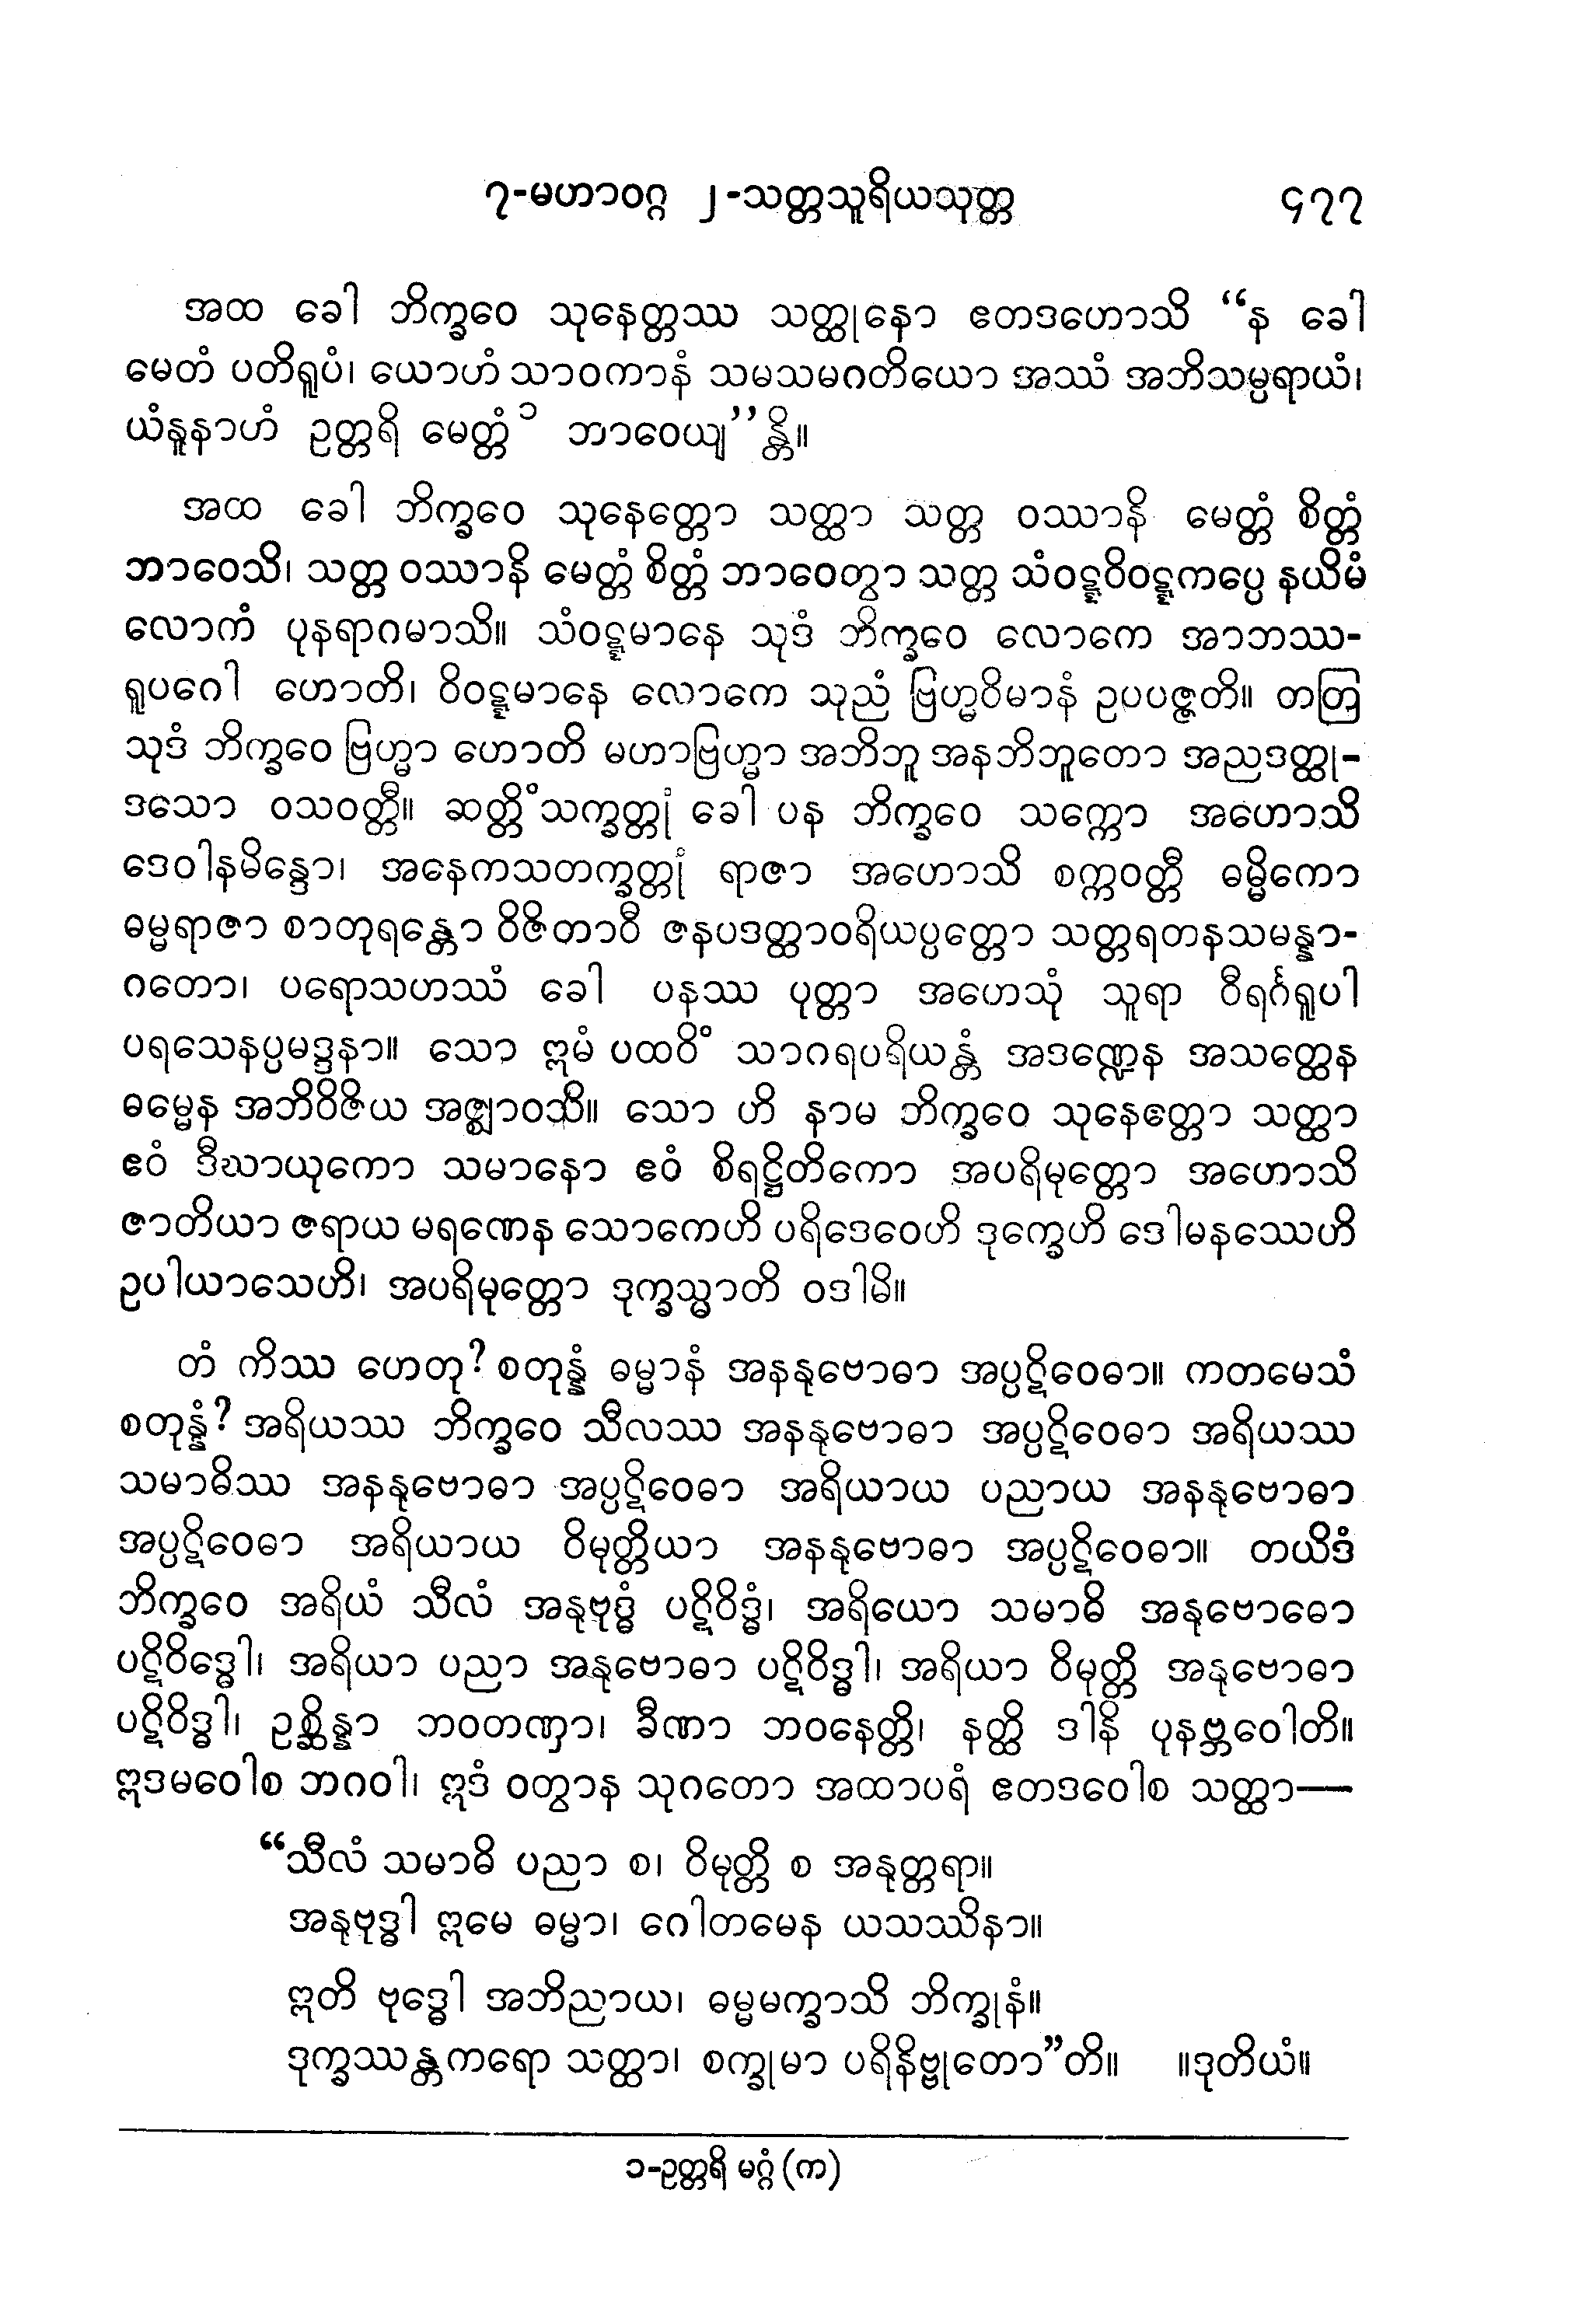 ၇-မဟာဝဂ္ဂ ၂-သတ္တသူရိယသုတ္တ ၄၇၇
အထ ခေါ ဘိက္ခဝေ သုနေတ္တဿ သတ္ထုနော ဧတဒဟောသိ “န ခေါ
မေတံ ပတိရူပံ၊ ယောဟံ သာဝကာနံ သမသမဂတိယော အဿံ အဘိသမ္ပရာယံ၊
ယံနူနာဟံ ဥတ္တရိ မေတ္တံ ၁ ဘာဝေယျ”န္တိ။
အထ ခေါ ဘိက္ခဝေ သုနေတ္တော သတ္ထာ သတ္တ ဝဿာနိ မေတ္တံ စိတ္တံ
ဘာဝေသိ၊ သတ္တ ဝဿာနိ မေတ္တံ စိတ္တံ ဘာဝေတွာ သတ္တ သံဝဋ္ဋဝိဝဋ္ဋကပ္ပေ နယိမံ
လောကံ ပုနရာဂမာသိ။ သံဝဋ္ဋမာနေ သုဒံ ဘိက္ခဝေ လောကေ အာဘဿ-
ရူပဂေါ ဟောတိ၊ ဝိဝဋ္ဋမာနေ လောကေ သုညံ ဗြဟ္မဝိမာနံ ဥပပဇ္ဇတိ။ တတြ
သုဒံ ဘိက္ခဝေ ဗြဟ္မာ ဟောတိ မဟာဗြဟ္မာ အဘိဘူ အနဘိဘူတော အညဒတ္ထု-
ဒသော ဝသဝတ္တီ။ ဆတ္တိံသက္ခတ္တုံ ခေါ ပန ဘိက္ခဝေ သက္ကော အဟောသိ
ဒေဝါနမိန္ဒော၊ အနေကသတက္ခတ္တုံ ရာဇာ အဟောသိ စက္ကဝတ္တီ ဓမ္မိကော
ဓမ္မရာဇာ စာတုရန္တော ဝိဇိတာဝီ ဇနပဒတ္ထာဝရိယပ္ပတ္တော သတ္တရတနသမန္နာ-
ဂတော၊ ပရောသဟဿံ ခေါ ပနဿ ပုတ္တာ အဟေသုံ သူရာ ဝီရင်္ဂရူပါ
ပရသေနပ္ပမဒ္ဒနာ။ သော ဣမံ ပထဝိံ သာဂရပရိယန္တံ အဒဏ္ဍေန အသတ္ထေန
ဓမ္မေန အဘိဝိဇိယ အဇ္ဈာဝသိ။ သော ဟိ နာမ ဘိက္ခဝေ သုနေတ္တော သတ္ထာ
ဧဝံ ဒီဃာယုကော သမာနော ဧဝံ စိရဋ္ဌိတိကော အပရိမုတ္တော အဟောသိ
ဇာတိယာ ဇရာယ မရဏေန သောကေဟိ ပရိဒေဝေဟိ ဒုက္ခေဟိ ဒေါမနဿေဟိ
ဥပါယာသေဟိ၊ အပရိမုတ္တော ဒုက္ခသ္မာတိ ဝဒါမိ။
တံ ကိဿ ဟေတု? စတုန္နံ ဓမ္မာနံ အနနုဗောဓာ အပ္ပဋိဝေဓာ။ ကတမေသံ
စတုန္နံ? အရိယဿ ဘိက္ခဝေ သီလဿ အနနုဗောဓာ အပ္ပဋိဝေဓာ အရိယဿ
သမာဓိဿ အနနုဗောဓာ အပ္ပဋိဝေဓာ အရိယာယ ပညာယ အနနုဗောဓာ
အပ္ပဋိဝေဓာ အရိယာယ ဝိမုတ္တိယာ အနနုဗောဓာ အပ္ပဋိဝေဓာ။ တယိဒံ
ဘိက္ခဝေ အရိယံ သီလံ အနုဗုဒ္ဓံ ပဋိဝိဒ္ဓံ၊ အရိယော သမာဓိ အနုဗောဓော
ပဋိဝိဒ္ဓေါ၊ အရိယာ ပညာ အနုဗောဓာ ပဋိဝိဒ္ဓါ၊ အရိယာ ဝိမုတ္တိ အနုဗောဓာ
ပဋိဝိဒ္ဓါ၊ ဥစ္ဆိန္နာ ဘဝတဏှာ၊ ခီဏာ ဘဝနေတ္တိ၊ နတ္ထိ ဒါနိ ပုနဗ္ဘဝေါတိ။
ဣဒမဝေါစ ဘဂဝါ၊ ဣဒံ ဝတွာန သုဂတော အထာပရံ ဧတဒဝေါစ သတ္ထာ—
“သီလံ သမာဓိ ပညာ စ၊ ဝိမုတ္တိ စ အနုတ္တရာ။
အနုဗုဒ္ဓါ ဣမေ ဓမ္မာ၊ ဂေါတမေန ယသဿိနာ။
ဣတိ ဗုဒ္ဓေါ အဘိညာယ၊ ဓမ္မမက္ခာသိ ဘိက္ခုနံ။
ဒုက္ခဿန္တကရော သတ္ထာ၊ စက္ခုမာ ပရိနိဗ္ဗုတော”တိ။ ။ဒုတိယံ။
၁-ဥတ္တရိ မဂ္ဂံ (က)